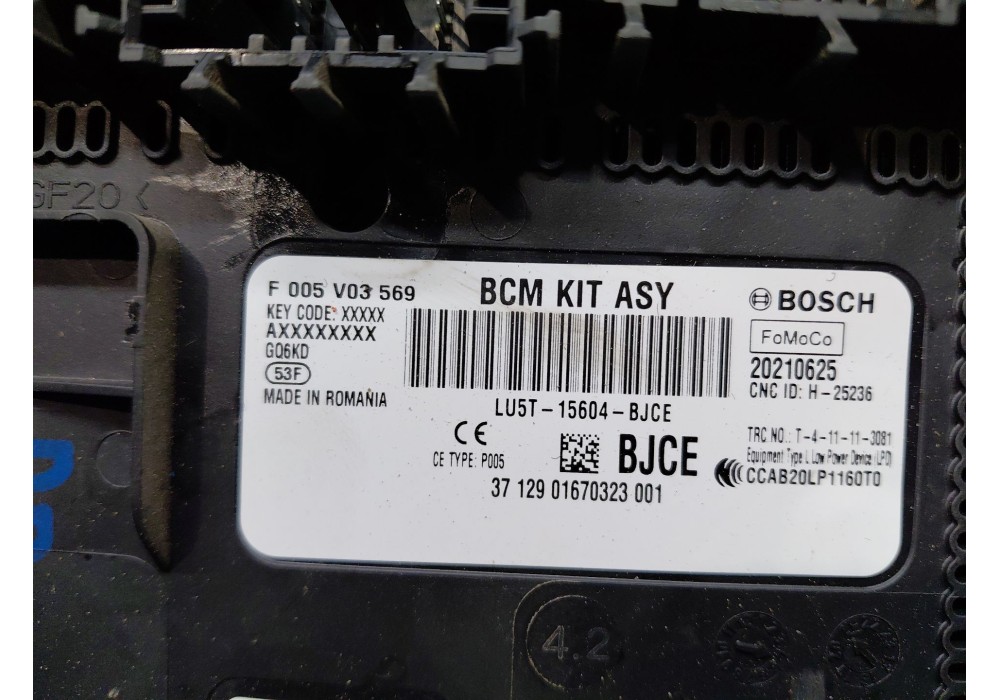 GF20<
F 005 V03 569
BCM KIT ASY
BOSCH
KEY CODE: XXXXX
AXXXXXXXX
GQ6KD
53F
MADE IN ROMANIA
FoMoCo
20210625
CNC ID: H-25236
LU5T-15604-BJCE
CE
CE TYPE: P005
BJCE
37 129 01670323 001
TRC NO.: T-4-11-11-3081
Equipment Type L Low Power Device (LPD)
CCAB20LP1160T0
4.2